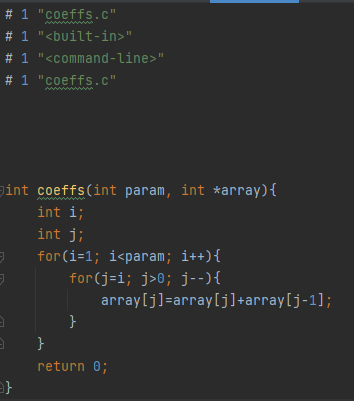 # 1 "coeffs.c"
# 1 "<built-in>"
# 1 "<command-line>"
# 1 "coeffs.c"
int coeffs(int param, int *array){
    int i;
    int j;
    for(i=1; i<param; i++){
        for(j=i; j>0; j--){
            array[j]=array[j]+array[j-1];
        }
    }
    return 0;
}